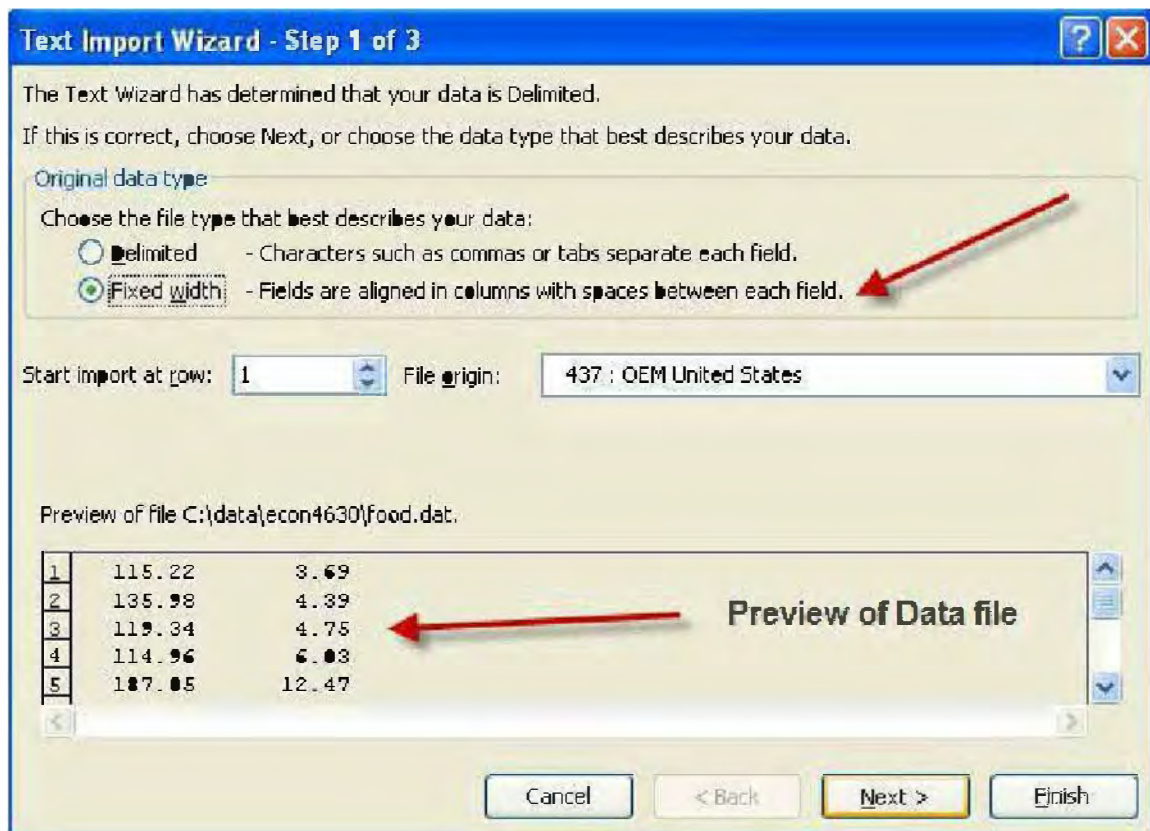 Text Import Wizard - Step 1 of 3
The Text Wizard has determined that your data is Delimited.
If this is correct, choose Next, or choose the data type that best describes your data.
Original data type
Choose the file type that best describes your data:
Delimited - Characters such as commas or tabs separate each field.
Fixed width - Fields are aligned in columns with spaces between each field.
Start import at row: 1 File origin: 437 : OEM United States
Preview of file C:\data\econ4630\food.dat.
1 115.22 3.69
2 135.98 4.39
3 119.34 4.75
4 114.96 6.03
5 187.05 12.47
Preview of Data file
Cancel < Back Next > Finish